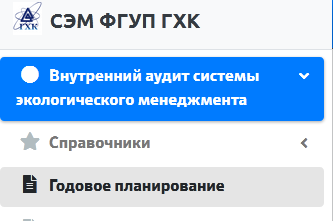 ГХК
СЭМ ФГУП ГХК
Внутренний аудит системы
экологического менеджмента
Справочники
Годовое планирование